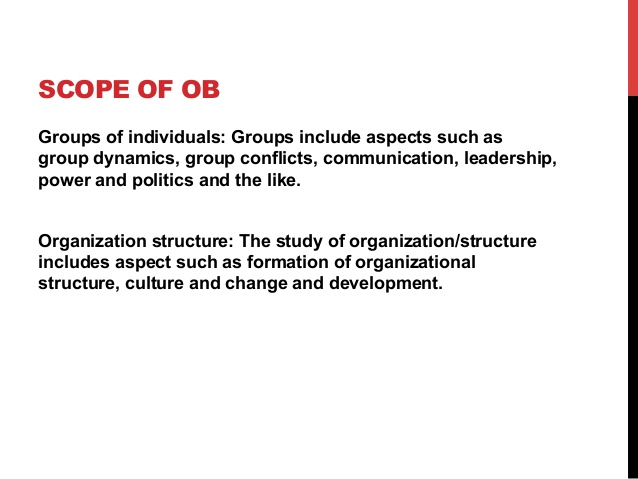 SCOPE OF OB
Groups of individuals: Groups include aspects such as
group dynamics, group conflicts, communication, leadership,
power and politics and the like.
Organization structure: The study of organization/structure
includes aspect such as formation of organizational
structure, culture and change and development.